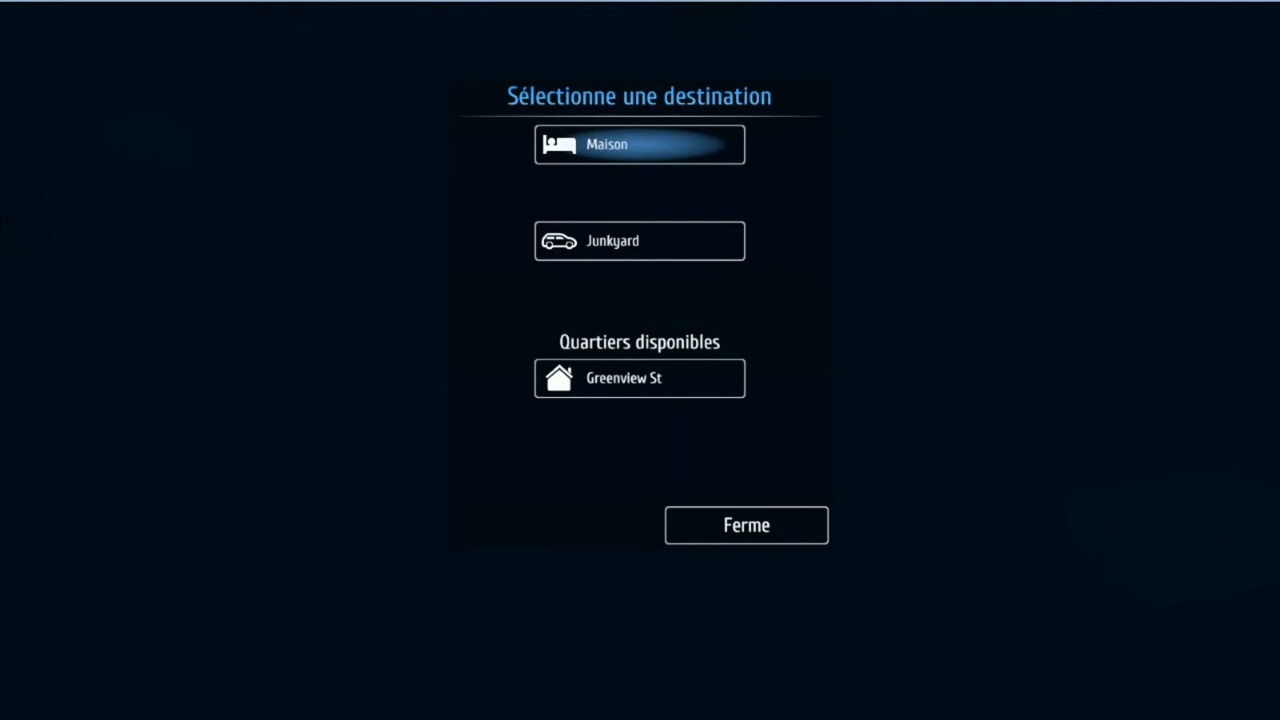 Sélectionne une destination
Maison
Junkyard
Quartiers disponibles
Greenview St
Ferme